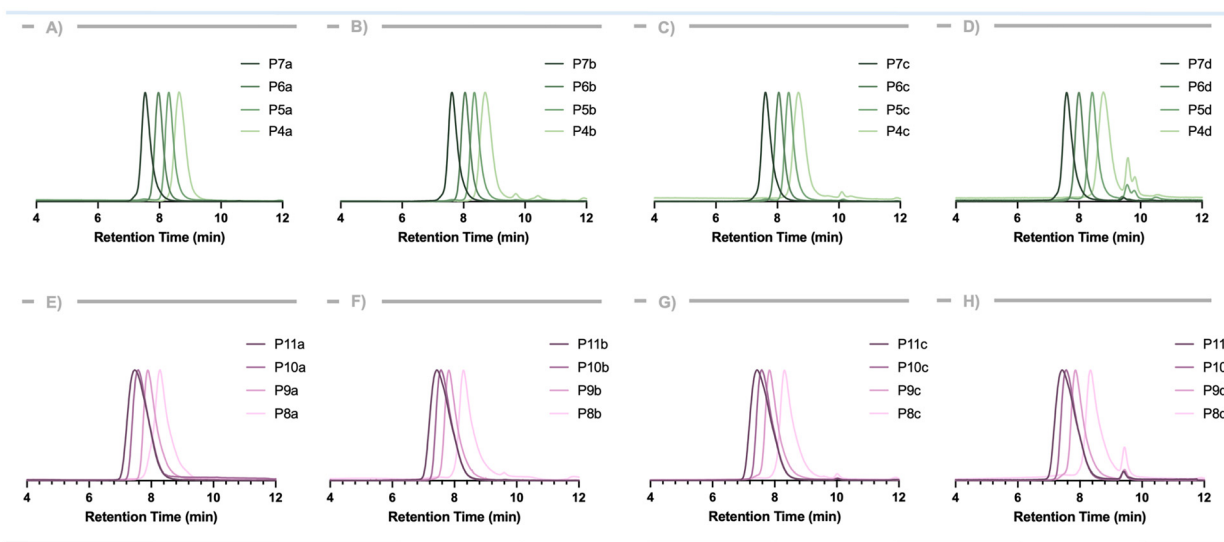 A)
P7a
P6a
P5a
P4a
4 6 8 10 12
Retention Time (min)
B)
P7b
P6b
P5b
P4b
4 6 8 10 12
Retention Time (min)
C)
P7c
P6c
P5c
P4c
4 6 8 10 12
Retention Time (min)
D)
P7d
P6d
P5d
P4d
4 6 8 10 12
Retention Time (min)
E)
P11a
P10a
P9a
P8a
4 6 8 10 12
Retention Time (min)
F)
P11b
P10b
P9b
P8b
4 6 8 10 12
Retention Time (min)
G)
P11c
P10c
P9c
P8c
4 6 8 10 12
Retention Time (min)
H)
P11
P10
P9d
P8d
4 6 8 10 12
Retention Time (min)